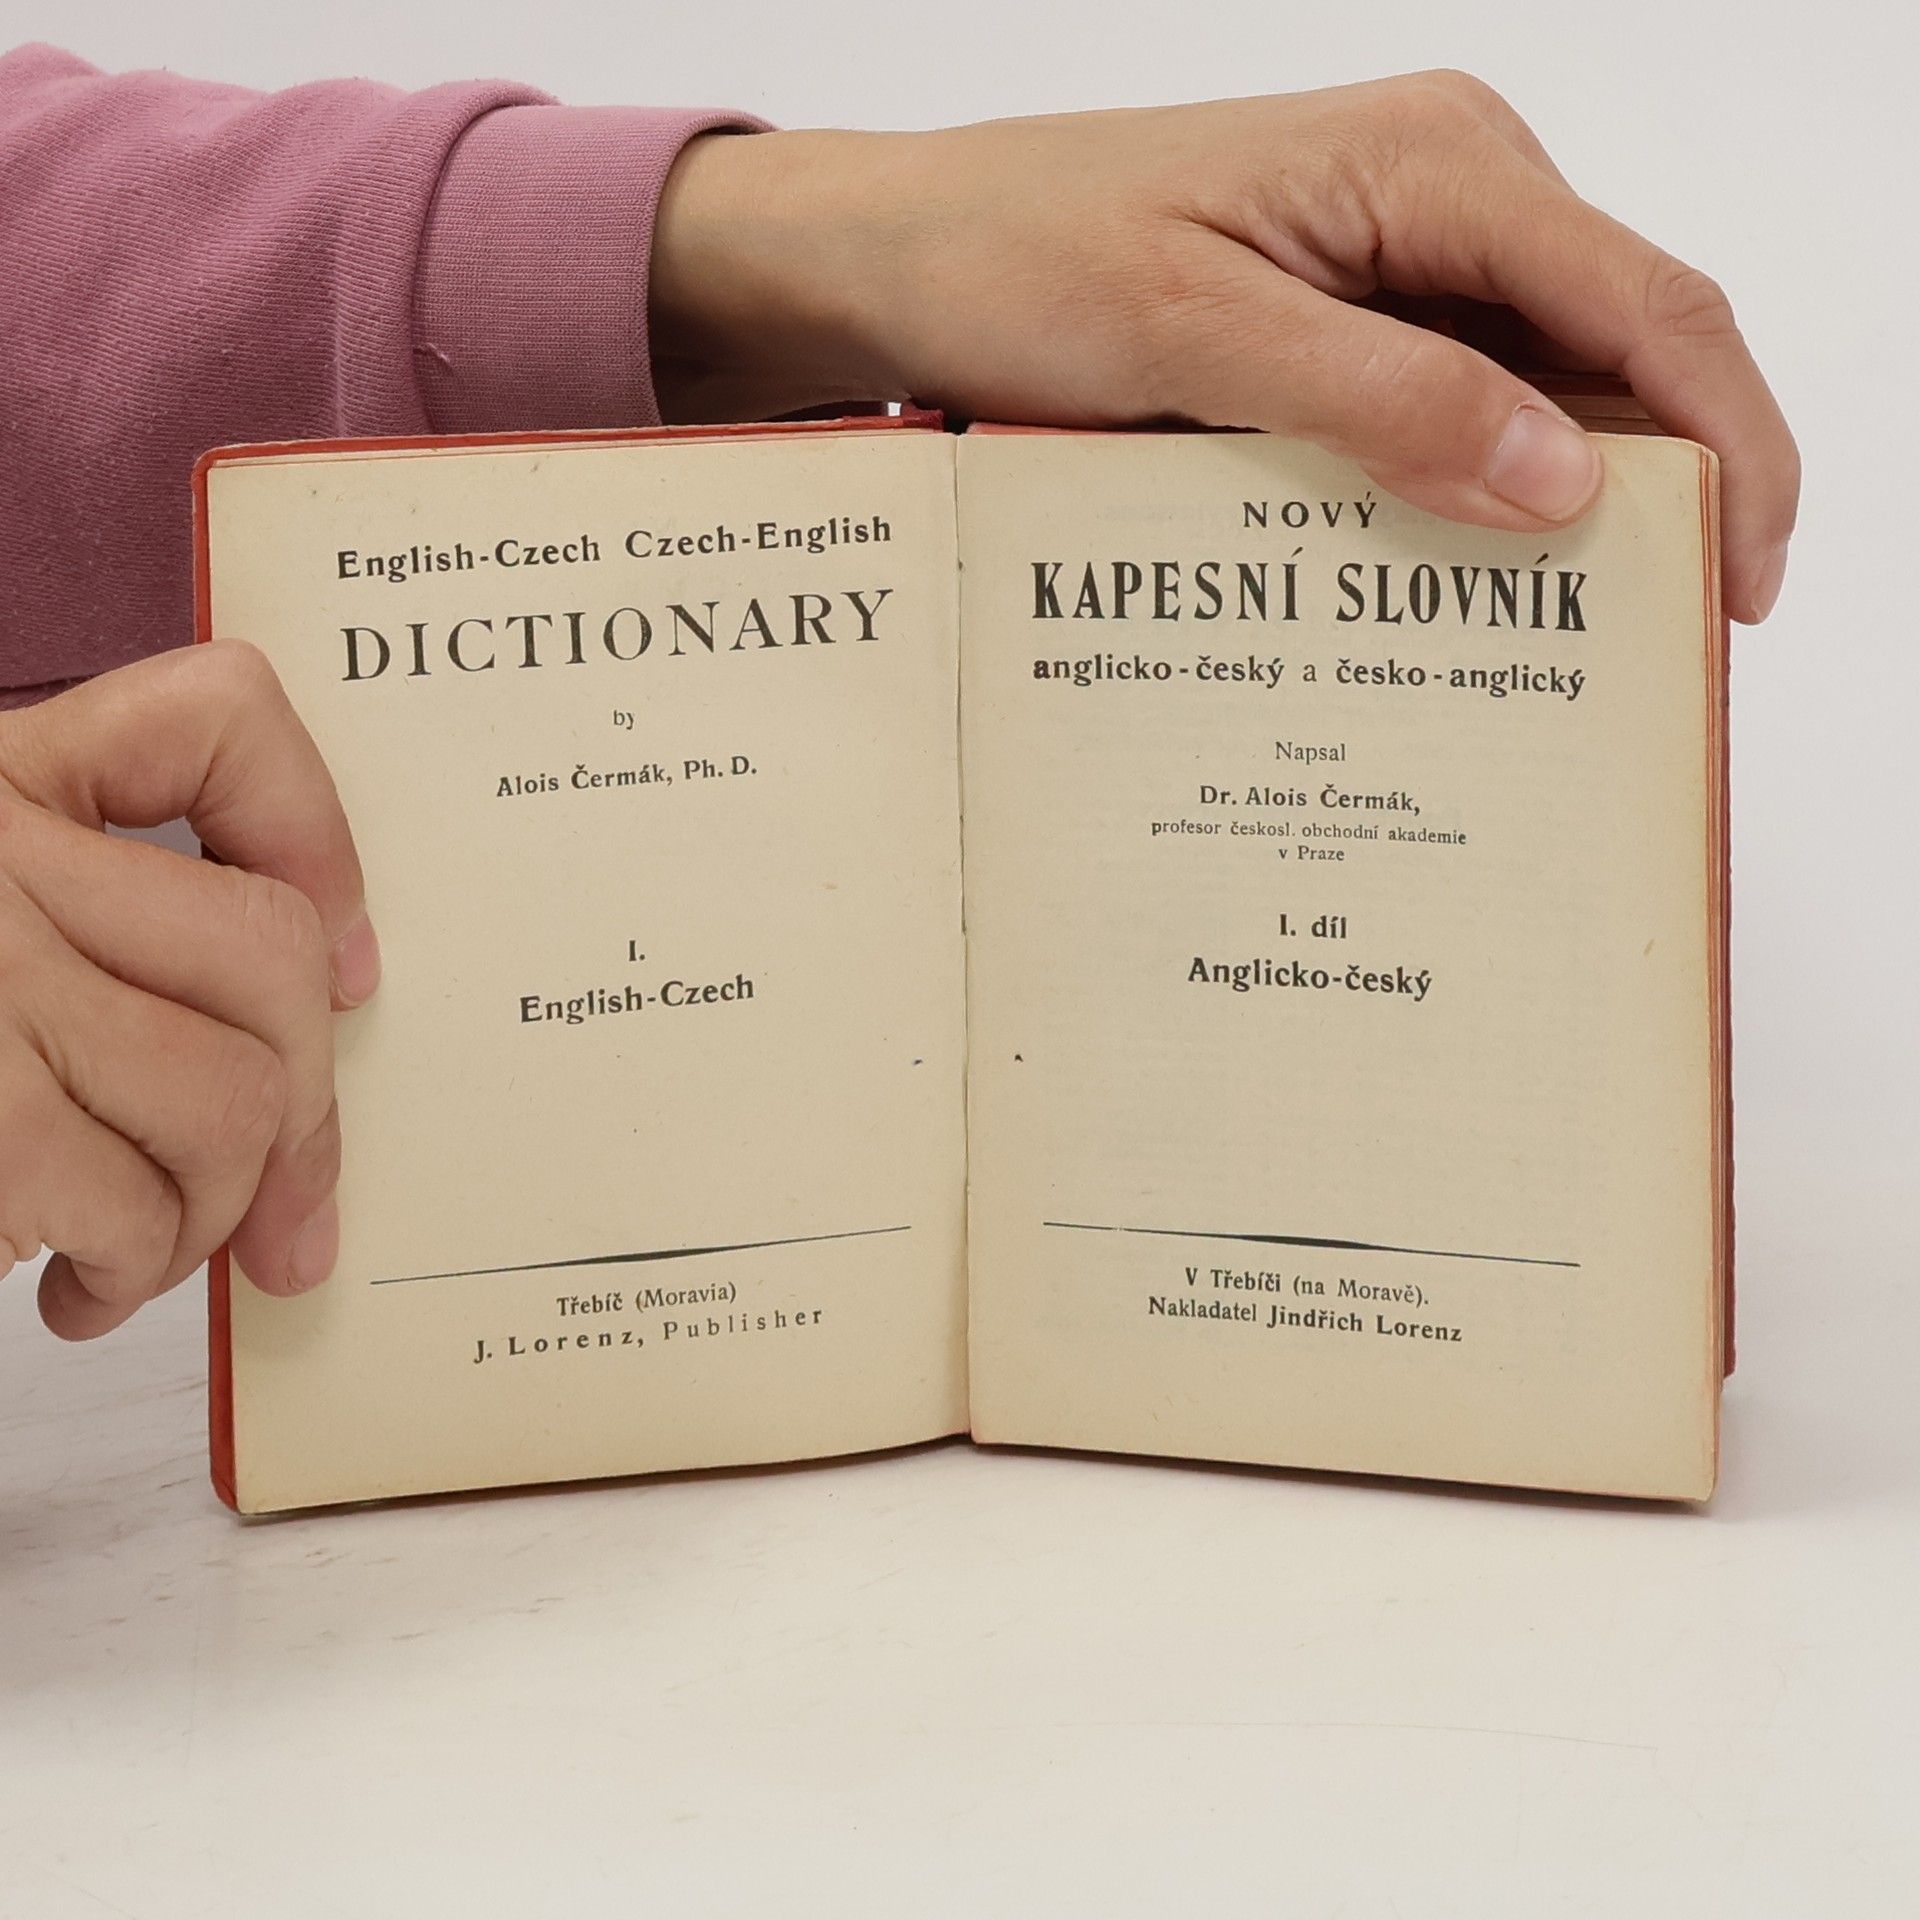 English-Czech Czech-English
DICTIONARY
by
Alois Čermák, Ph. D.
I.
English-Czech
Třebíč (Moravia)
J. Lorenz, Publisher
NOVÝ
KAPESNÍ SLOVNÍK
anglicko-český a česko-anglický
Napsal
Dr. Alois Čermák,
profesor českosl. obchodní akademie
v Praze
I. díl
Anglicko-český
V Třebíči (na Moravě).
Nakladatel Jindřich Lorenz